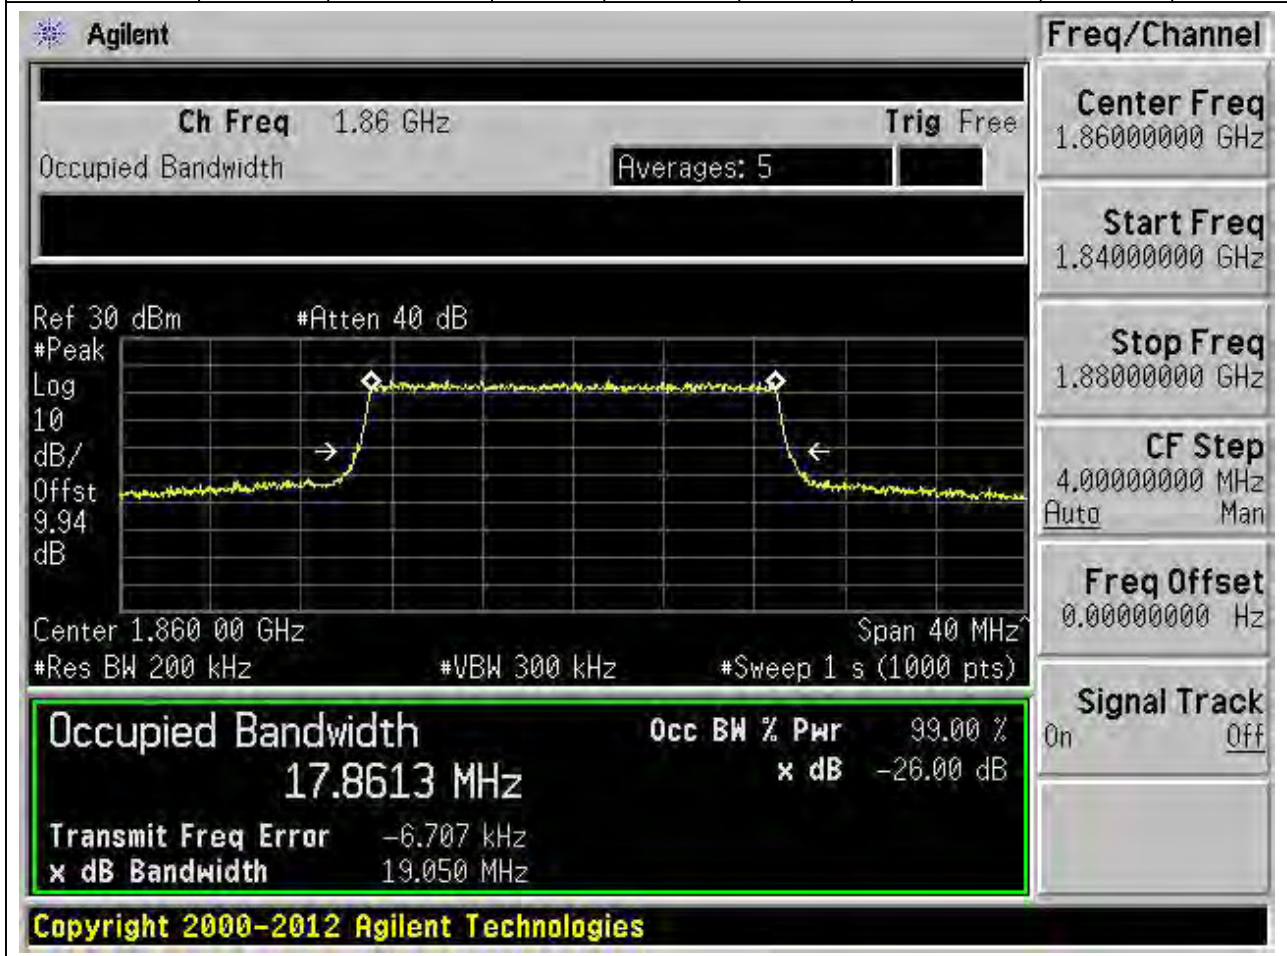 Agilent
Freq/Channel
Ch Freq 1.86 GHz Trig Free
Occupied Bandwidth Averages: 5
Center Freq
1.86000000 GHz
Start Freq
1.84000000 GHz
Stop Freq
1.88000000 GHz
CF Step
4.00000000 MHz
Auto Man
Freq Offset
0.00000000 Hz
Signal Track
On Off
Ref 30 dBm #Atten 40 dB
#Peak
Log
10
dB/
Offst
9.94
dB
Center 1.860 00 GHz Span 40 MHz^
#Res BW 200 kHz #VBW 300 kHz #Sweep 1 s (1000 pts)
Occupied Bandwidth Occ BW % Pwr 99.00 %
17.8613 MHz x dB -26.00 dB
Transmit Freq Error -6.707 kHz
x dB Bandwidth 19.050 MHz
Copyright 2000-2012 Agilent Technologies